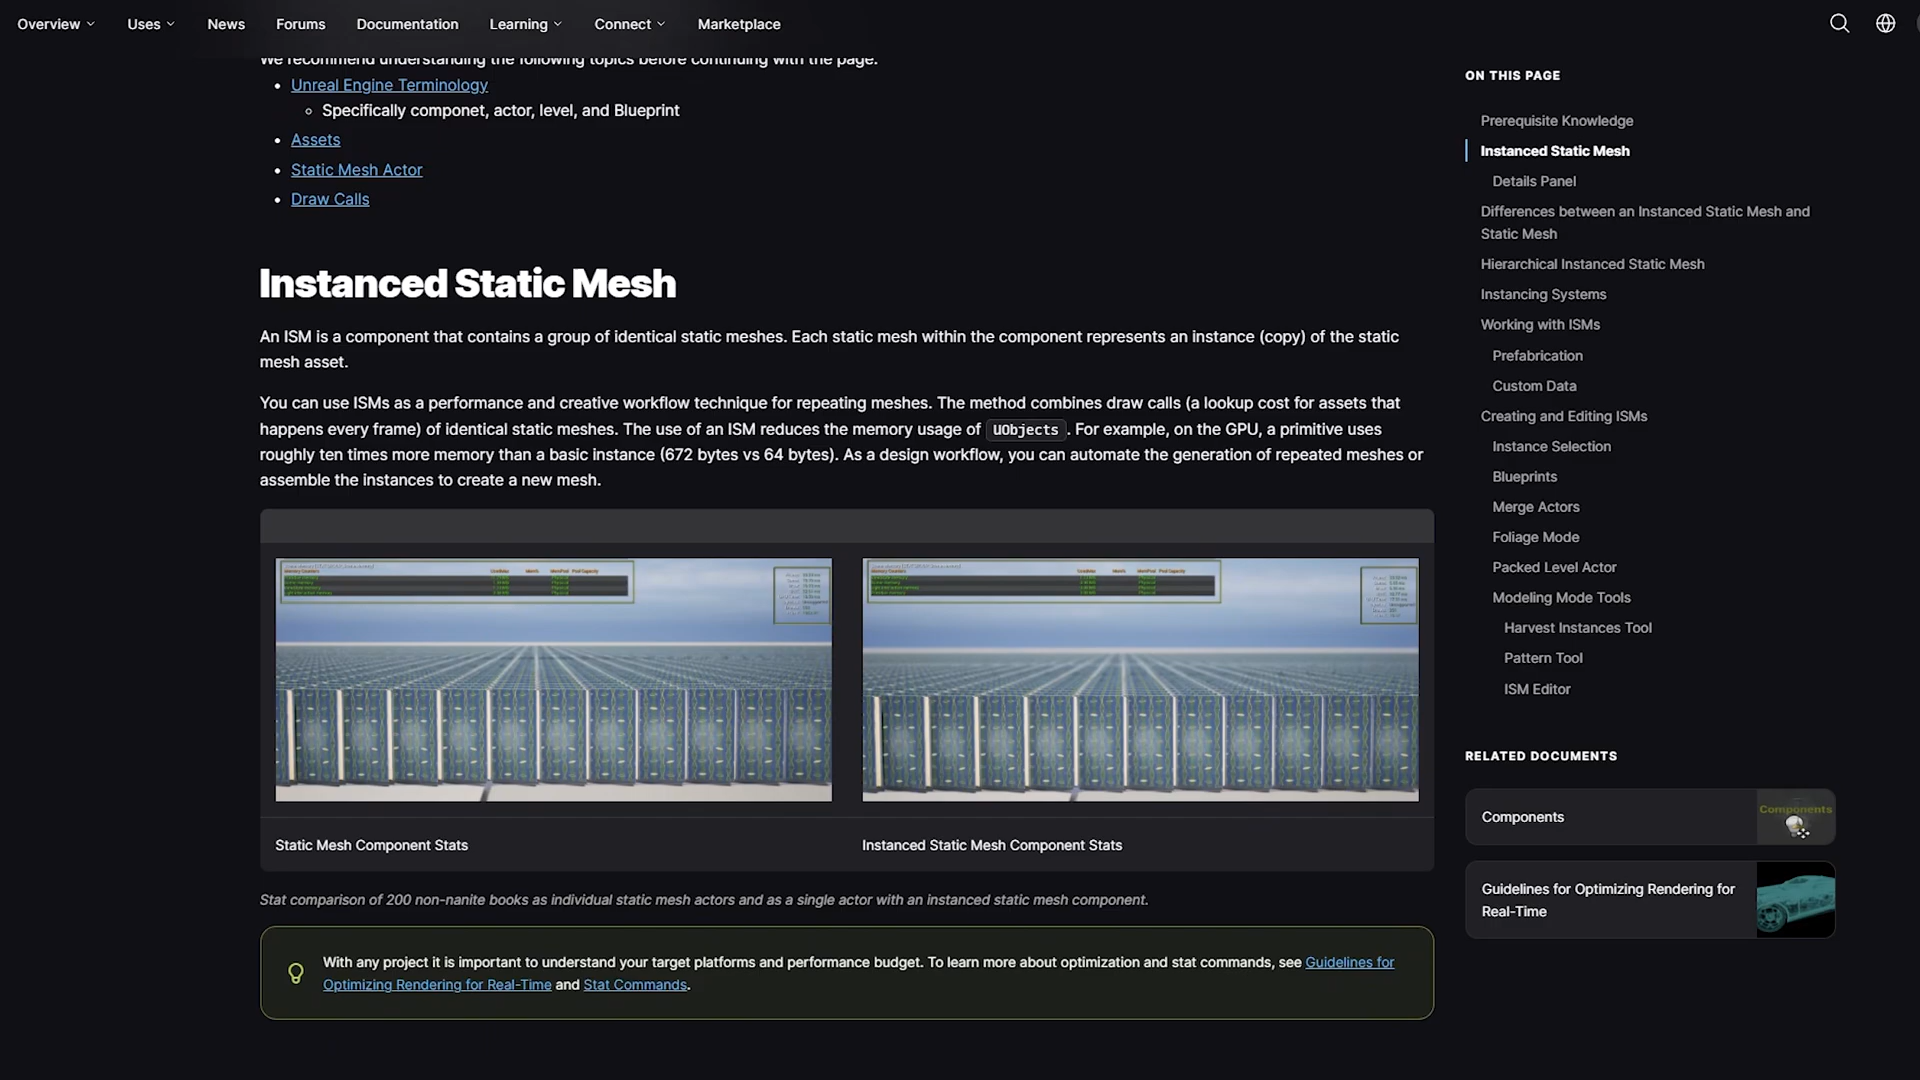 Overview
Uses
News
Forums
Documentation
Learning
Connect
Marketplace
We recommend understanding the following topics before continuing with the page.
Unreal Engine Terminology
Specifically componet, actor, level, and Blueprint
Assets
Static Mesh Actor
Draw Calls
Instanced Static Mesh
An ISM is a component that contains a group of identical static meshes. Each static mesh within the component represents an instance (copy) of the static
mesh asset.
You can use ISMs as a performance and creative workflow technique for repeating meshes. The method combines draw calls (a lookup cost for assets that
happens every frame) of identical static meshes. The use of an ISM reduces the memory usage of UObjects. For example, on the GPU, a primitive uses
roughly ten times more memory than a basic instance (672 bytes vs 64 bytes). As a design workflow, you can automate the generation of repeated meshes or
assemble the instances to create a new mesh.
Static Mesh Component Stats
Instanced Static Mesh Component Stats
Stat comparison of 200 non-nanite books as individual static mesh actors and as a single actor with an instanced static mesh component.
With any project it is important to understand your target platforms and performance budget. To learn more about optimization and stat commands, see Guidelines for
Optimizing Rendering for Real-Time and Stat Commands.
ON THIS PAGE
Prerequisite Knowledge
Instanced Static Mesh
Details Panel
Differences between an Instanced Static Mesh and
Static Mesh
Hierarchical Instanced Static Mesh
Instancing Systems
Working with ISMs
Prefabrication
Custom Data
Creating and Editing ISMs
Instance Selection
Blueprints
Merge Actors
Foliage Mode
Packed Level Actor
Modeling Mode Tools
Harvest Instances Tool
Pattern Tool
ISM Editor
RELATED DOCUMENTS
Components
Components
Guidelines for Optimizing Rendering for
Real-Time